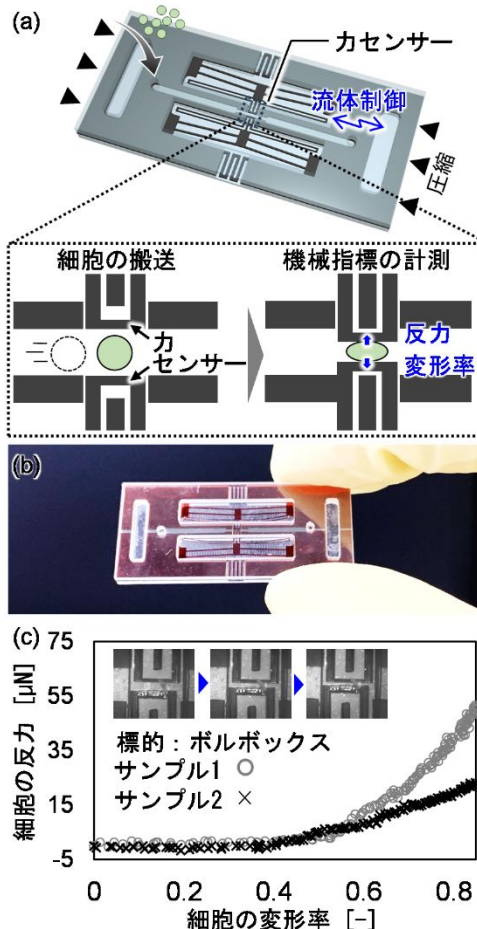 (a)
力センサー
流体制御
圧縮
細胞の搬送
機械指標の計測
力
センサー
反力
変形率
(b)
(c)
75
55
35
15
-5
細胞の反力 [μN]
標的：ボルボックス
サンプル1 ○
サンプル2 ×
0
0.2
0.4
0.6
0.8
細胞の変形率 [-]